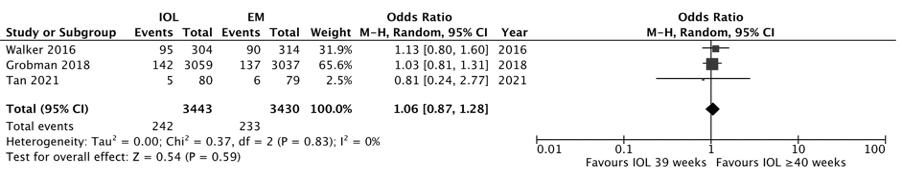 IOL EM Odds Ratio Odds Ratio
Study or Subgroup Events Total Events Total Weight M-H, Random, 95% CI Year M-H, Random, 95% CI
Walker 2016 95 304 90 314 31.9% 1.13 [0.80, 1.60] 2016
Grobman 2018 142 3059 137 3037 65.6% 1.03 [0.81, 1.31] 2018
Tan 2021 5 80 6 79 2.5% 0.81 [0.24, 2.77] 2021
Total (95% CI) 3443 3430 100.0% 1.06 [0.87, 1.28]
Total events 242 233
Heterogeneity: Tau² = 0.00; Chi² = 0.37, df = 2 (P = 0.83); I² = 0%
Test for overall effect: Z = 0.54 (P = 0.59)
0.01 0.1 1 10 100
Favours IOL 39 weeks Favours IOL ≥40 weeks